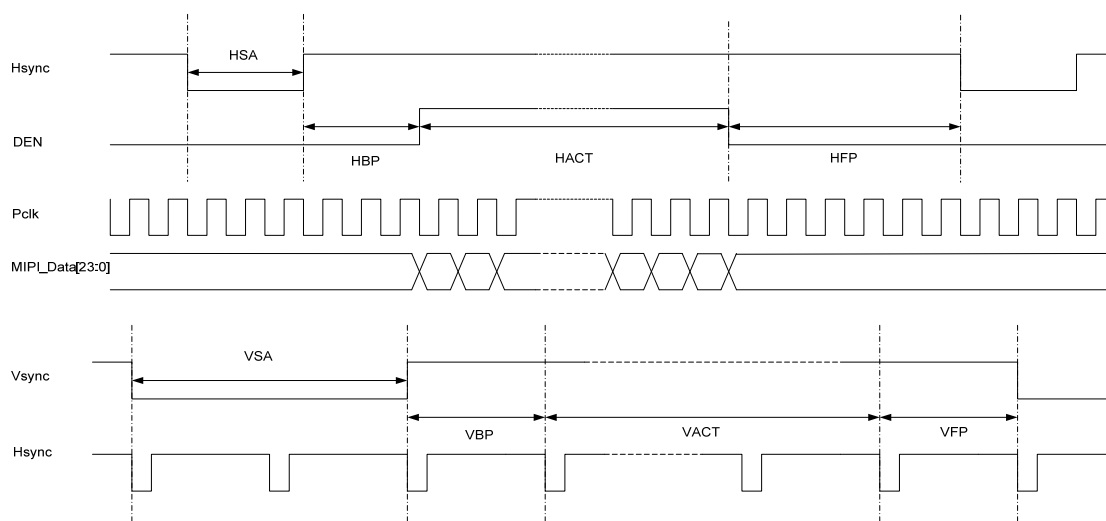 HSA
Hsync
DEN
HBP
HACT
HFP
Pclk
MIPI_Data[23:0]
VSA
Vsync
VBP
VACT
VFP
Hsync